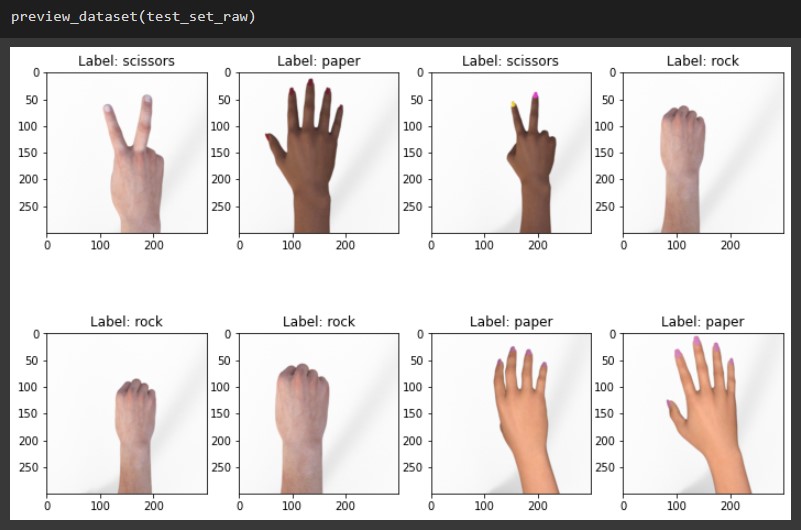 preview_dataset(test_set_raw)
Label: scissors Label: paper Label: scissors Label: rock
0 0 0 0
50 50 50 50
100 100 100 100
150 150 150 150
200 200 200 200
250 250 250 250
0 100 200 0 100 200 0 100 200 0 100 200
Label: rock Label: rock Label: paper Label: paper
0 0 0 0
50 50 50 50
100 100 100 100
150 150 150 150
200 200 200 200
250 250 250 250
0 100 200 0 100 200 0 100 200 0 100 200